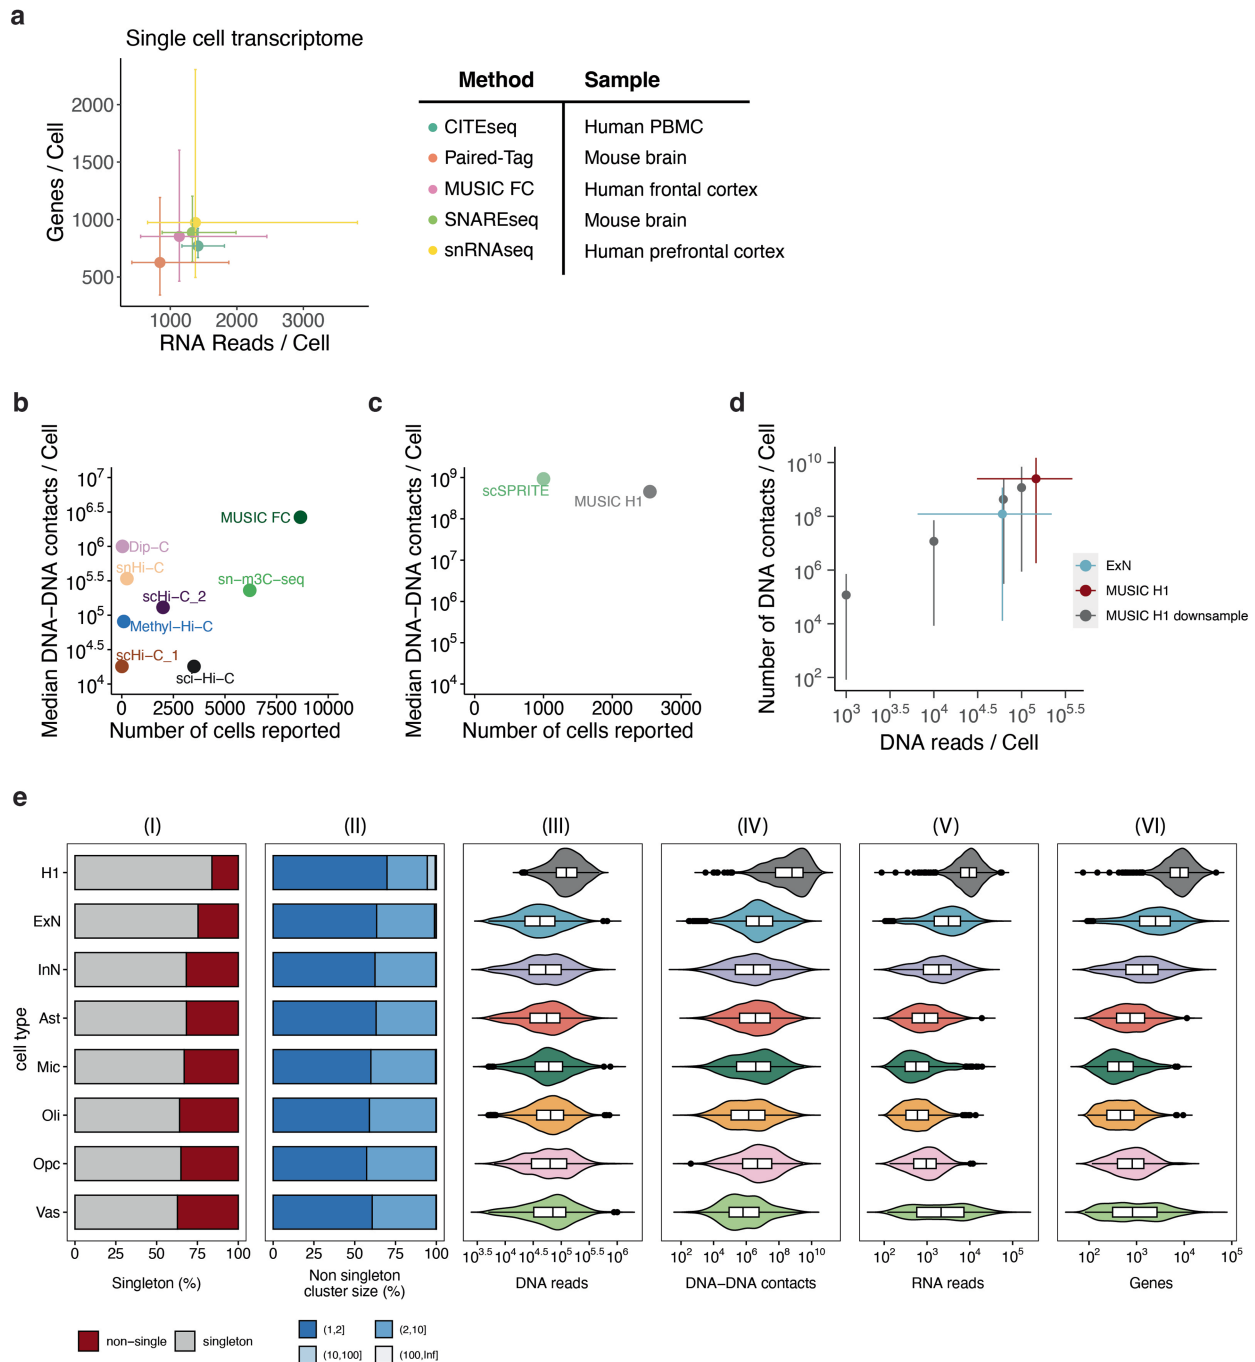 a
Single cell transcriptome
Genes / Cell
2000
1500
1000
500
1000 2000 3000
RNA Reads / Cell
Method Sample
CITEseq Human PBMC
Paired-Tag Mouse brain
MUSIC FC Human frontal cortex
SNAREseq Mouse brain
snRNAseq Human prefrontal cortex
b
Median DNA−DNA contacts / Cell
10^7
10^6.5
10^6
10^5.5
10^5
10^4.5
10^4
MUSIC FC
Dip−C
snHi−C
sn−m3C−seq
scHi−C_2
Methyl−Hi−C
scHi−C_1
sci−Hi−C
0 2500 5000 7500 10000
Number of cells reported
c
Median DNA−DNA contacts / Cell
10^9
10^8
10^7
10^6
10^5
10^4
scSPRITE
MUSIC H1
0 1000 2000 3000
Number of cells reported
d
Number of DNA contacts / Cell
10^10
10^8
10^6
10^4
10^2
10^3 10^3.5 10^4 10^4.5 10^5 10^5.5
DNA reads / Cell
ExN
MUSIC H1
MUSIC H1 downsample
e
(I) (II) (III) (IV) (V) (VI)
cell type
H1
ExN
InN
Ast
Mic
Oli
Opc
Vas
0 25 50 75 100
Singleton (%)
non−single singleton
0 25 50 75 100
Non singleton
cluster size (%)
(1,2] (2,10]
(10,100] (100,Inf]
10^3.5 10^4 10^4.5 10^5 10^5.5 10^6
DNA reads
10^2 10^4 10^6 10^8 10^10
DNA−DNA contacts
10^2 10^3 10^4 10^5
RNA reads
10^2 10^3 10^4 10^5
Genes